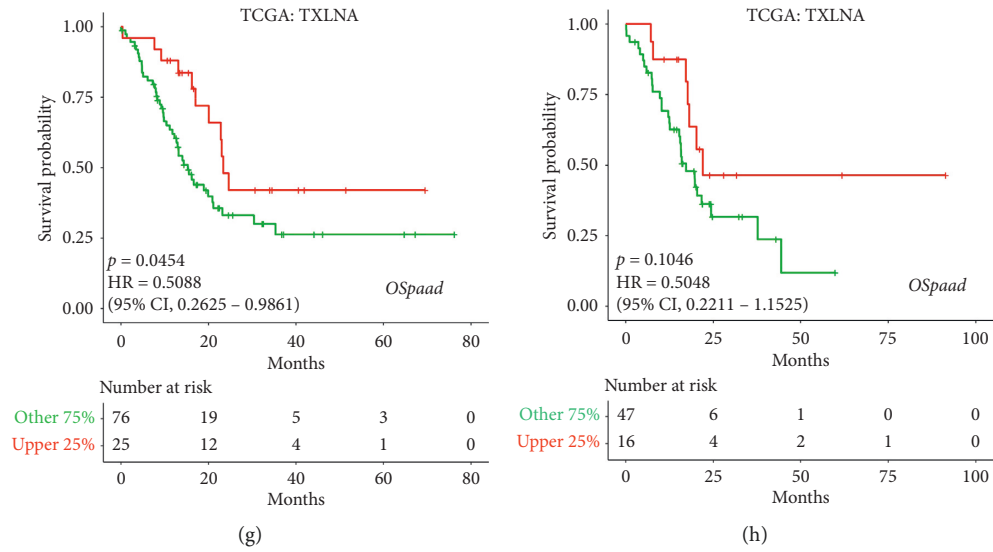 TCGA: TXLNA
1.00
0.75
0.50
0.25
0.00
Survival probability
p = 0.0454
HR = 0.5088
(95% CI, 0.2625 – 0.9861)
OSpaad
0 20 40 60 80
Months
Number at risk
Other 75% 76 19 5 3 0
Upper 25% 25 12 4 1 0
0 20 40 60 80
Months
(g)
TCGA: TXLNA
1.00
0.75
0.50
0.25
0.00
Survival probability
p = 0.1046
HR = 0.5048
(95% CI, 0.2211 – 1.1525)
OSpaad
0 25 50 75 100
Months
Number at risk
Other 75% 47 6 1 0 0
Upper 25% 16 4 2 1 0
0 25 50 75 100
Months
(h)